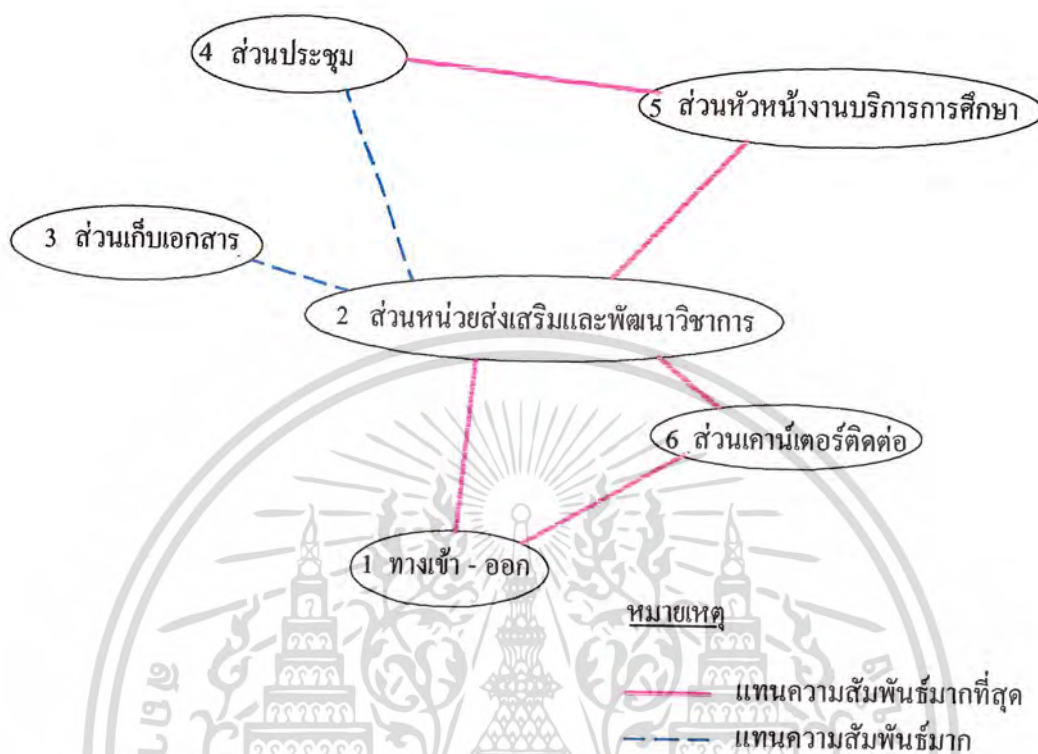 4 ส่วนประชุม
5 ส่วนหัวหน้างานบริการการศึกษา
3 ส่วนเก็บเอกสาร
2 ส่วนหน่วยส่งเสริมและพัฒนาวิชาการ
6 ส่วนเคาน์เตอร์ติดต่อ
1 ทางเข้า - ออก
หมายเหตุ
แทนความสัมพันธ์มากที่สุด
แทนความสัมพันธ์มาก